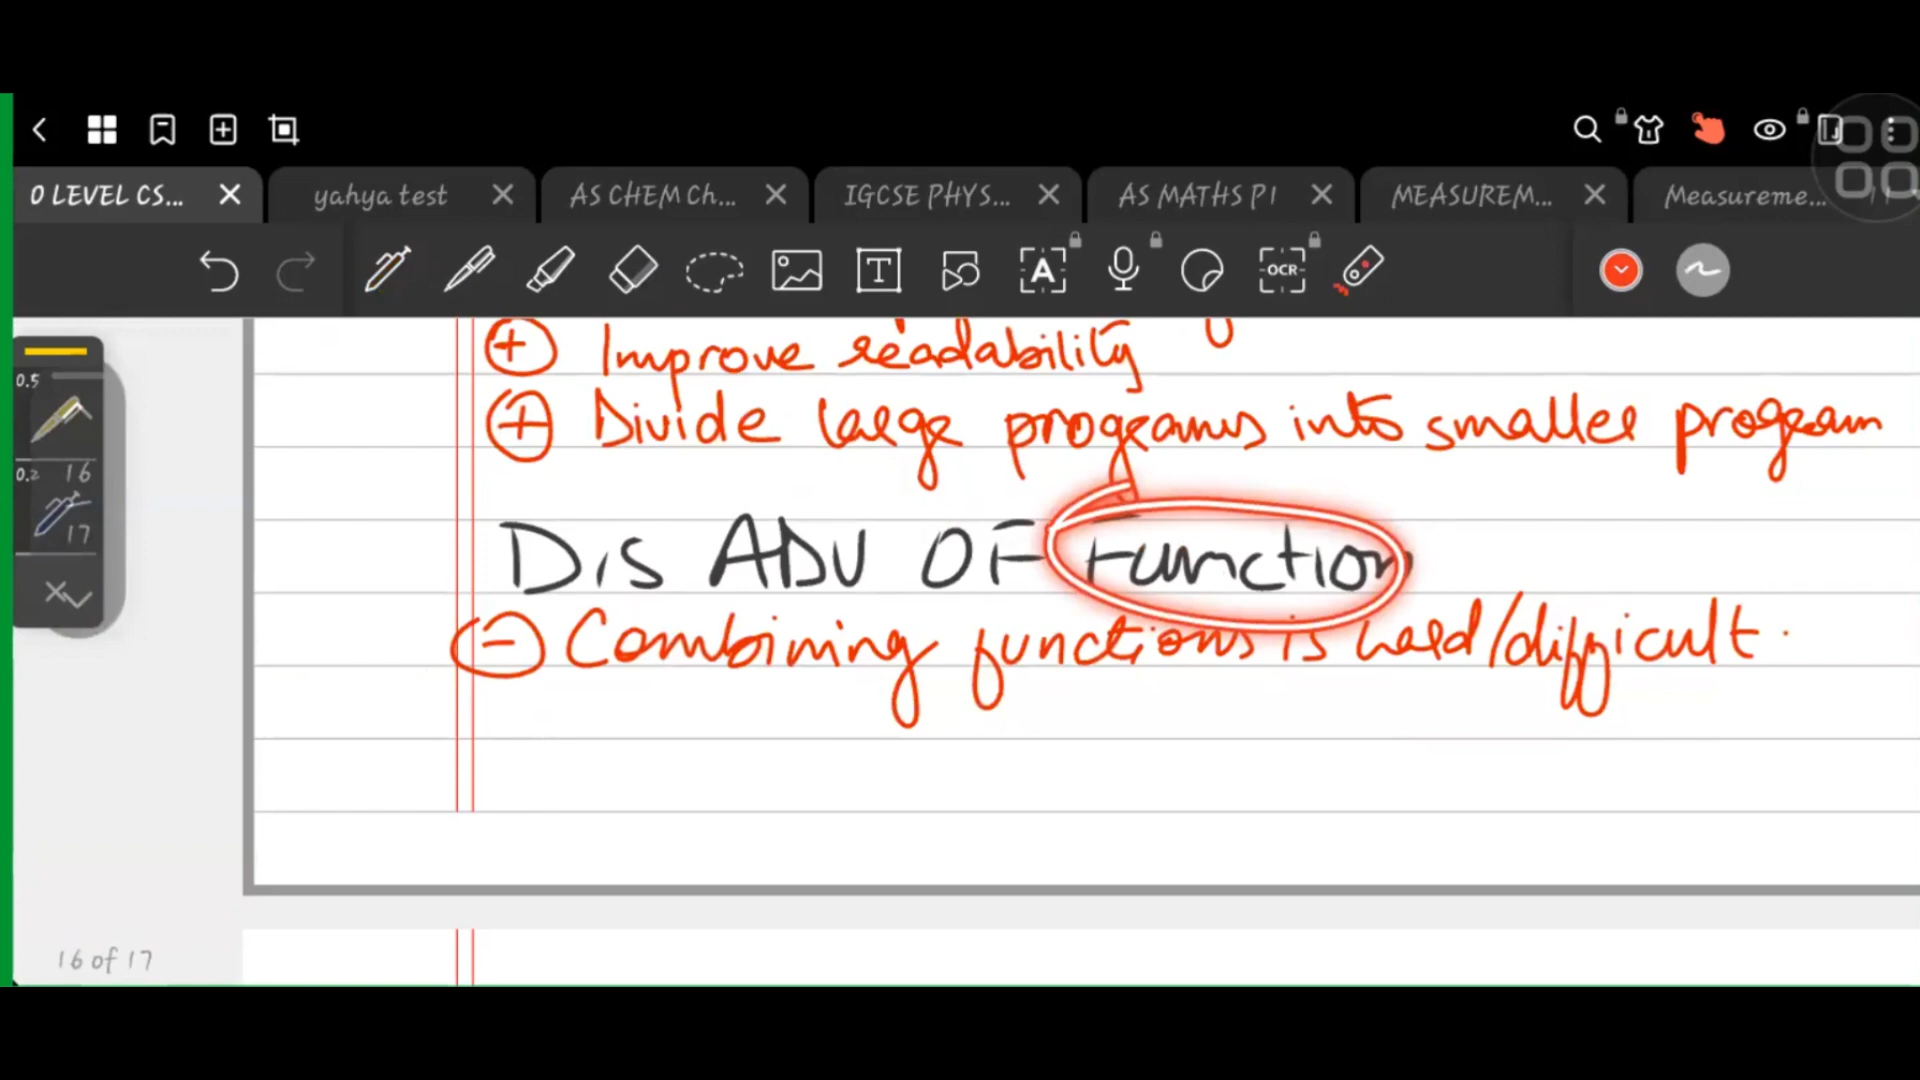 0 LEVEL CS...
yahya test
AS CHEM Ch...
IGCSE PHYS...
AS MATHS P1
MEASUREM...
Measureme...
T
A
OCR
0.5
0.2 16
17
+ Improve readability
+ Divide large programs into smaller program
DIS ADV OF Function
- Combining functions is hard/difficult.
16 of 17